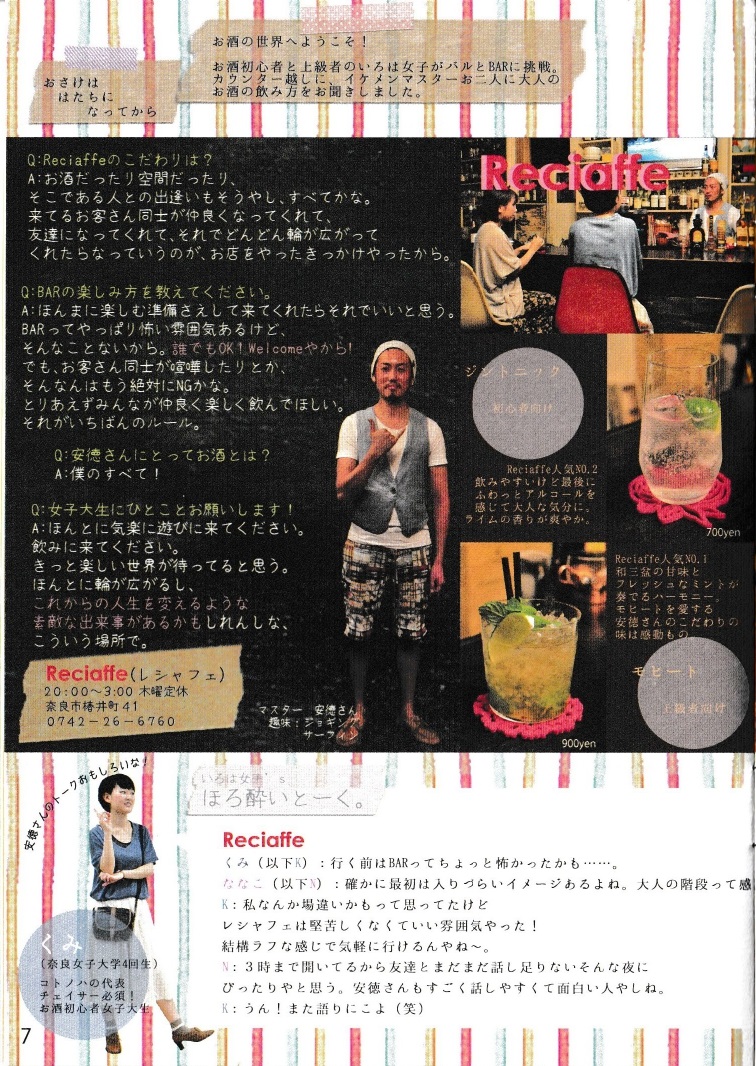 おさけは
はたちに
なってから
お酒の世界へようこそ！
お酒初心者と上級者のいろは女子がバルとBARに挑戦。
カウンター越しに、イケメンマスターお二人に大人の
お酒の飲み方をお聞きしました。
Q:Reciaffeのこだわりは？
A:お酒だったり空間だったり、
そこである人との出逢いもそうやし、すべてかな。
来てるお客さん同士が仲良くなってくれて、
友達になってくれて、それでどんどん輪が広がって
くれたらなっていうのが、お店をやったきっかけやったから。
Reciaffe
Q:BARの楽しみ方を教えてください。
A:ほんまに楽しむ準備さえして来てくれたらそれでいいと思う。
BARってやっぱり怖い雰囲気あるけど、
そんなことないから。誰でもOK！Welcomeやから！
でも、お客さん同士が喧嘩したりとか、
そんなんはもう絶対にNGかな。
とりあえずみんなが仲良く楽しく飲んでほしい。
それがいちばんのルール。
Q:安徳さんにとってお酒とは？
A:僕のすべて！
Q:女子大生にひとことお願いします！
A:ほんとに気楽に遊びに来てください。
飲みに来てください。
きっと楽しい世界が待ってると思う。
ほんとに輪が広がるし、
これからの人生を変えるような
素敵な出来事があるかもしれんしな、
こういう場所で。
ジントニック
初心者向け
Reciaffe人気NO.2
飲みやすいけど最後に
ふわっとアルコールを
感じて大人な気分に。
ライムの香りが爽やか。
700yen
Reciaffe人気NO.1
和三盆の甘味と
フレッシュなミントが
奏でるハーモニー。
モヒートを愛する
安徳さんのこだわりの
味は感動もの
モヒート
上級者向け
900yen
Reciaffe(レシャフェ)
20:00〜3:00 木曜定休
奈良市椿井町41
0742-26-6760
マスター 安徳さん
趣味：ジョギング
サーフィン
安徳さんのトークおもしろいな！
くみ
(奈良女子大学4回生)
コトノハの代表
チェイサー必須！
お酒初心者女子大生
いろは女子's
ほろ酔いとーく。
Reciaffe
くみ（以下K）：行く前はBARってちょっと怖かったかも……。
ななこ（以下N）：確かに最初は入りづらいイメージあるよね。大人の階段って感
K：私なんか場違いかもって思ってたけど
レシャフェは堅苦しくなくていい雰囲気やった！
結構ラフな感じで気軽に行けるんやね〜。
N：３時まで開いてるから友達とまだまだ話し足りないそんな夜に
ぴったりやと思う。安徳さんもすごく話しやすくて面白い人やしね。
K：うん！また語りにこよ（笑）
7